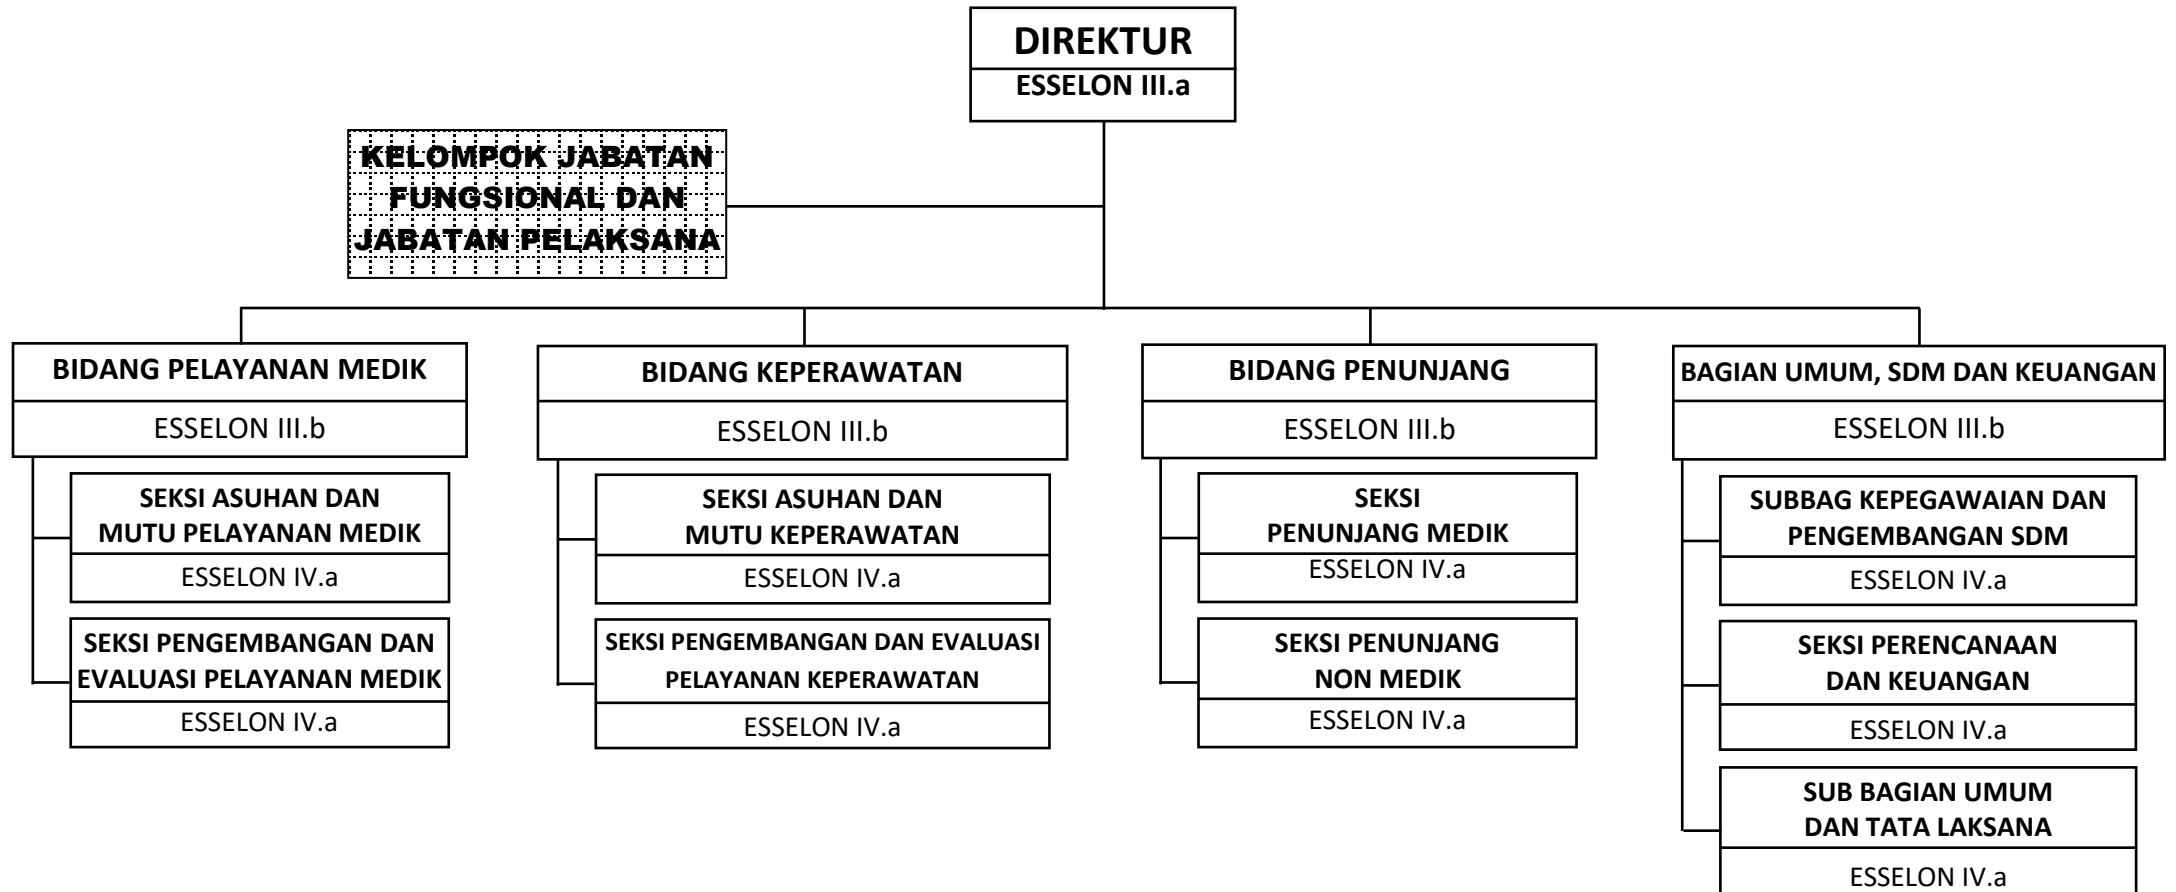 DIREKTUR
ESSELON III.a
KELOMPOK JABATAN
FUNGSIONAL DAN
JABATAN PELAKSANA
BIDANG PELAYANAN MEDIK
ESSELON III.b
SEKSI ASUHAN DAN
MUTU PELAYANAN MEDIK
ESSELON IV.a
SEKSI PENGEMBANGAN DAN
EVALUASI PELAYANAN MEDIK
ESSELON IV.a
BIDANG KEPERAWATAN
ESSELON III.b
SEKSI ASUHAN DAN
MUTU KEPERAWATAN
ESSELON IV.a
SEKSI PENGEMBANGAN DAN EVALUASI
PELAYANAN KEPERAWATAN
ESSELON IV.a
BIDANG PENUNJANG
ESSELON III.b
SEKSI
PENUNJANG MEDIK
ESSELON IV.a
SEKSI PENUNJANG
NON MEDIK
ESSELON IV.a
BAGIAN UMUM, SDM DAN KEUANGAN
ESSELON III.b
SUBBAG KEPEGAWAIAN DAN
PENGEMBANGAN SDM
ESSELON IV.a
SEKSI PERENCANAAN
DAN KEUANGAN
ESSELON IV.a
SUB BAGIAN UMUM
DAN TATA LAKSANA
ESSELON IV.a